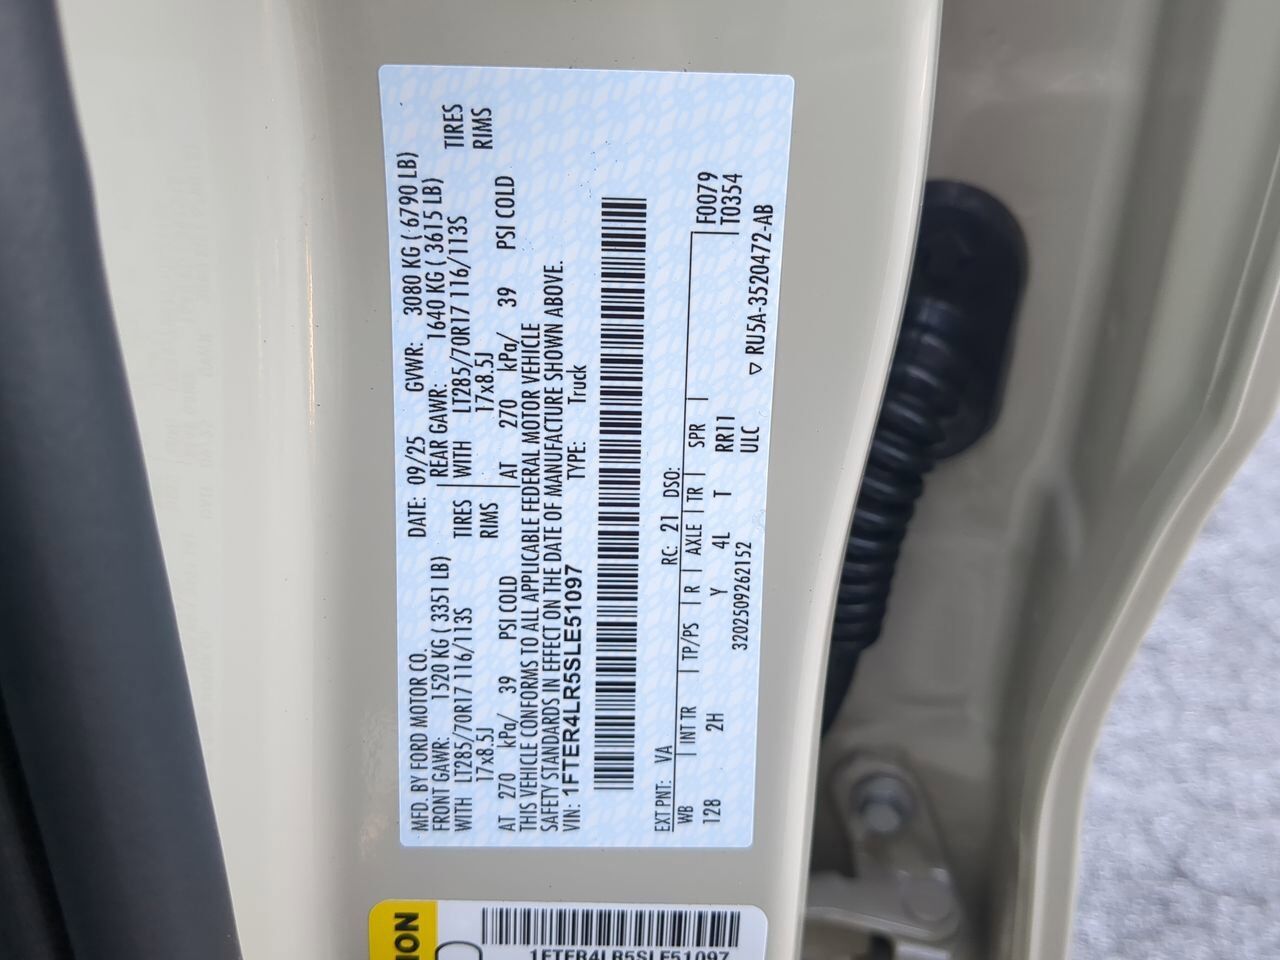 MFD. BY FORD MOTOR CO. DATE: 09/25 GVWR: 3080 KG ( 6790 LB)
FRONT GAWR: 1520 KG ( 3351 LB) REAR GAWR: 1640 KG ( 3615 LB)
WITH LT285/70R17 116/113S TIRES WITH LT285/70R17 116/113S TIRES
17x8.5J RIMS 17x8.5J RIMS
AT 270 kPa/ 39 PSI COLD AT 270 kPa/ 39 PSI COLD
THIS VEHICLE CONFORMS TO ALL APPLICABLE FEDERAL MOTOR VEHICLE
SAFETY STANDARDS IN EFFECT ON THE DATE OF MANUFACTURE SHOWN ABOVE.
VIN: 1FTER4LR5SLE51097 TYPE: Truck
EXT PNT: VA RC: 21 DSO:
WB INT TR TP/PS R AXLE TR SPR F0079
128 2H Y 4L T RR11 T0354
3202509262152 ULC ▽ RU5A-3520472-AB
ION
1FTER4LR5SLE51097